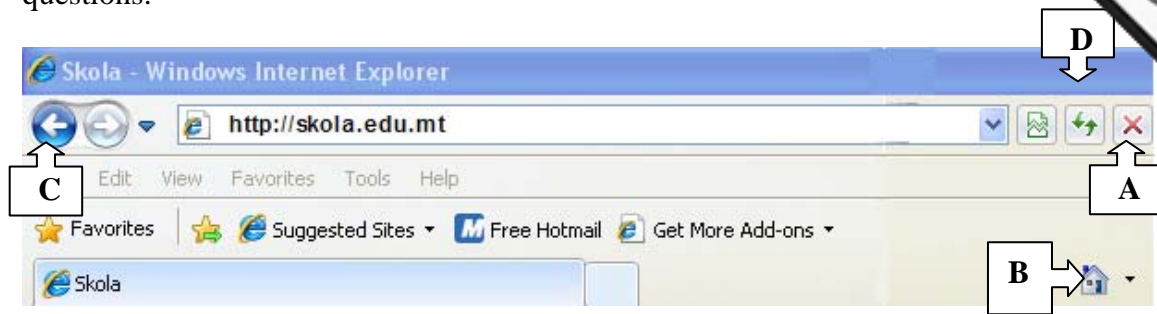 questions:
D
Skola - Windows Internet Explorer
http://skola.edu.mt
C
Edit View Favorites Tools Help
A
Favorites Suggested Sites Free Hotmail Get More Add-ons
Skola
B